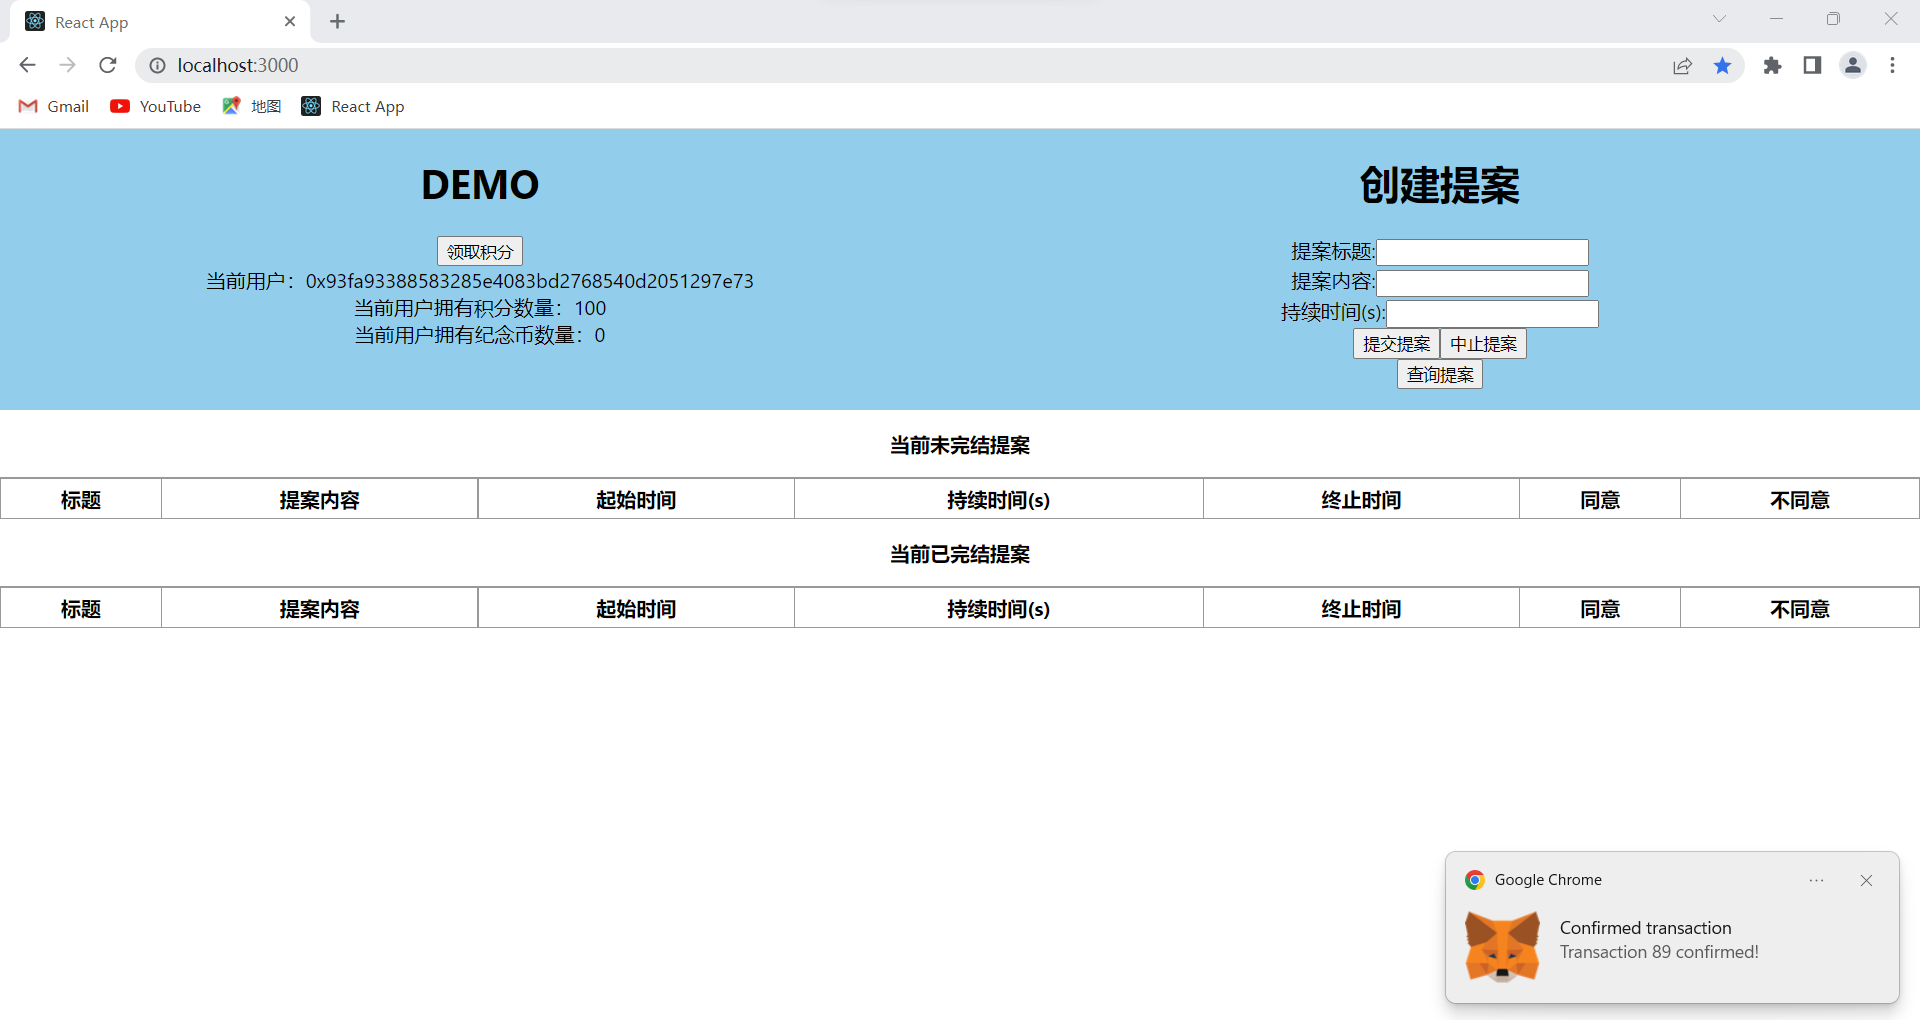 React App
localhost:3000
Gmail YouTube 地图 React App
DEMO
领取积分
当前用户：0x93fa93388583285e4083bd2768540d2051297e73
当前用户拥有积分数量：100
当前用户拥有纪念币数量：0
创建提案
提案标题:
提案内容:
持续时间(s):
提交提案 中止提案
查询提案
当前未完结提案
标题 提案内容 起始时间 持续时间(s) 终止时间 同意 不同意
当前已完结提案
标题 提案内容 起始时间 持续时间(s) 终止时间 同意 不同意
Google Chrome
Confirmed transaction
Transaction 89 confirmed!